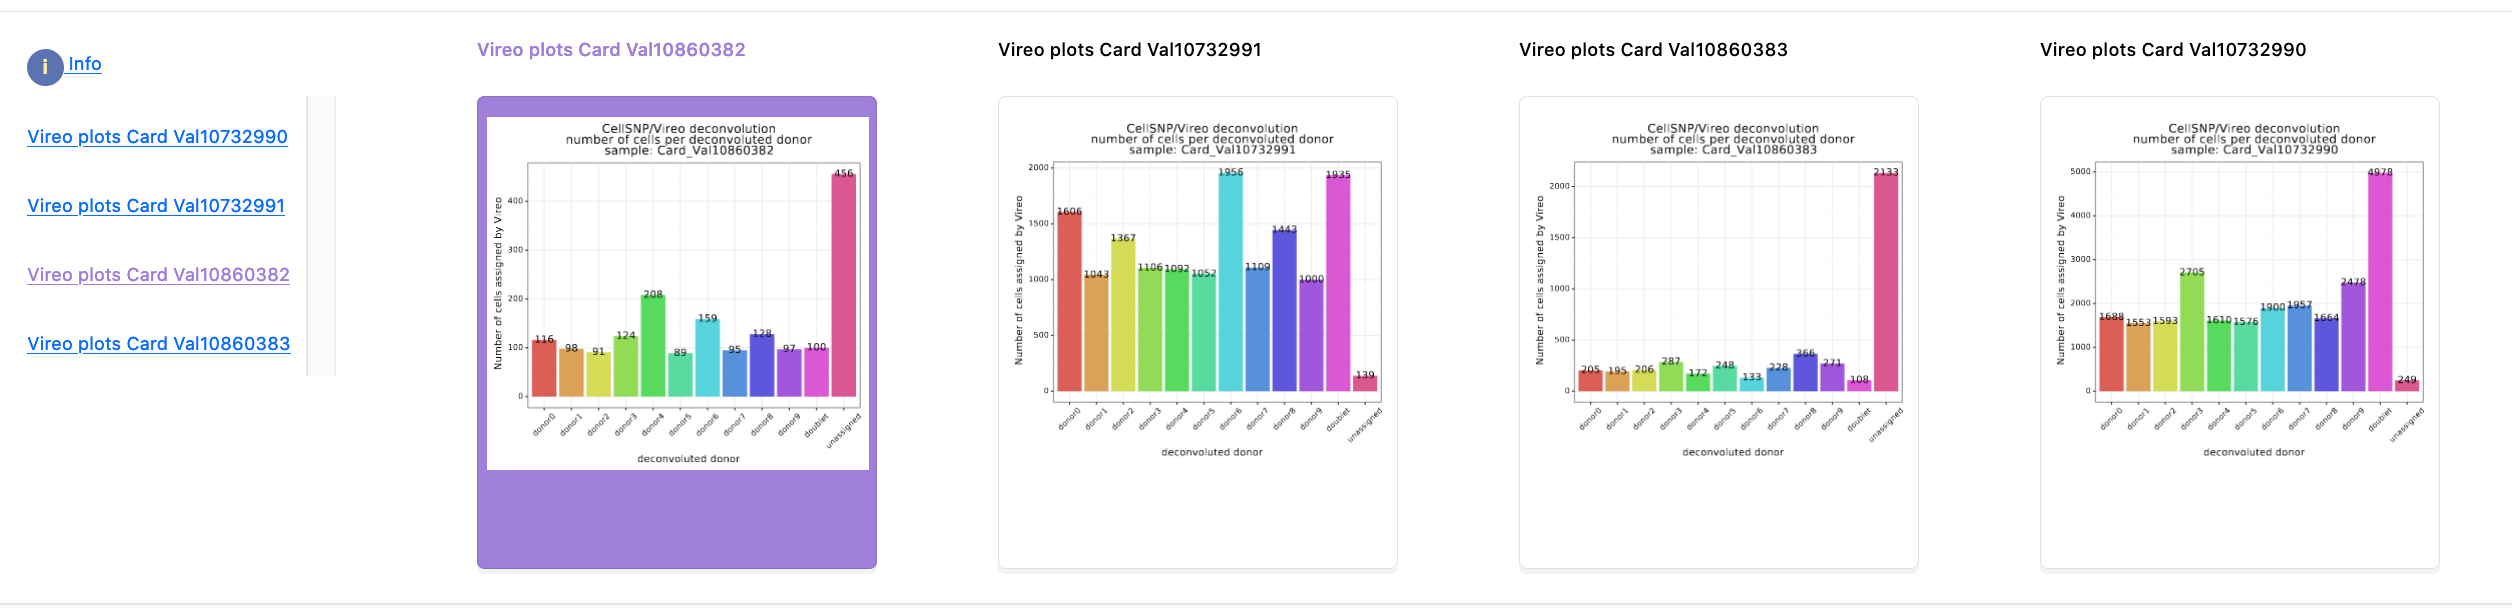 i Info
Vireo plots Card Val10732990
Vireo plots Card Val10732991
Vireo plots Card Val10860382
Vireo plots Card Val10860383
Vireo plots Card Val10860382
CellSNP/Vireo deconvolution
number of cells per deconvoluted donor
sample: Card_Val10860382
Number of cells assigned by Vireo
400
300
200
100
0
116 98 91 124 208 89 159 95 128 97 100 456
donor0 donor1 donor2 donor3 donor4 donor5 donor6 donor7 donor8 donor9 doublet unassigned
deconvoluted donor
Vireo plots Card Val10732991
CellSNP/Vireo deconvolution
number of cells per deconvoluted donor
sample: Card_Val10732991
Number of cells assigned by Vireo
2000
1500
1000
500
0
1606 1043 1367 1106 1092 1052 1956 1109 1443 1000 1935 139
donor0 donor1 donor2 donor3 donor4 donor5 donor6 donor7 donor8 donor9 doublet unassigned
deconvoluted donor
Vireo plots Card Val10860383
CellSNP/Vireo deconvolution
number of cells per deconvoluted donor
sample: Card_Val10860383
Number of cells assigned by Vireo
2000
1500
1000
500
0
205 195 206 287 172 248 133 228 366 271 108 2133
donor0 donor1 donor2 donor3 donor4 donor5 donor6 donor7 donor8 donor9 doublet unassigned
deconvoluted donor
Vireo plots Card Val10732990
CellSNP/Vireo deconvolution
number of cells per deconvoluted donor
sample: Card_Val10732990
Number of cells assigned by Vireo
5000
4000
3000
2000
1000
0
1688 1553 1593 2705 1610 1576 1900 1957 1664 2478 4978 249
donor0 donor1 donor2 donor3 donor4 donor5 donor6 donor7 donor8 donor9 doublet unassigned
deconvoluted donor